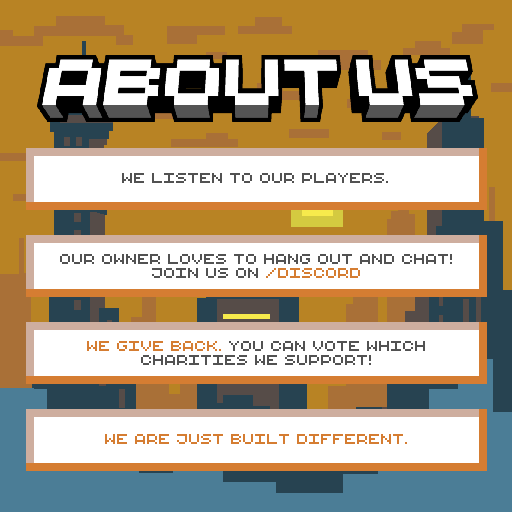 ABOUT US
WE LISTEN TO OUR PLAYERS.
OUR OWNER LOVES TO HANG OUT AND CHAT!
JOIN US ON /DISCORD
WE GIVE BACK. YOU CAN VOTE WHICH
CHARITIES WE SUPPORT!
WE ARE JUST BUILT DIFFERENT.